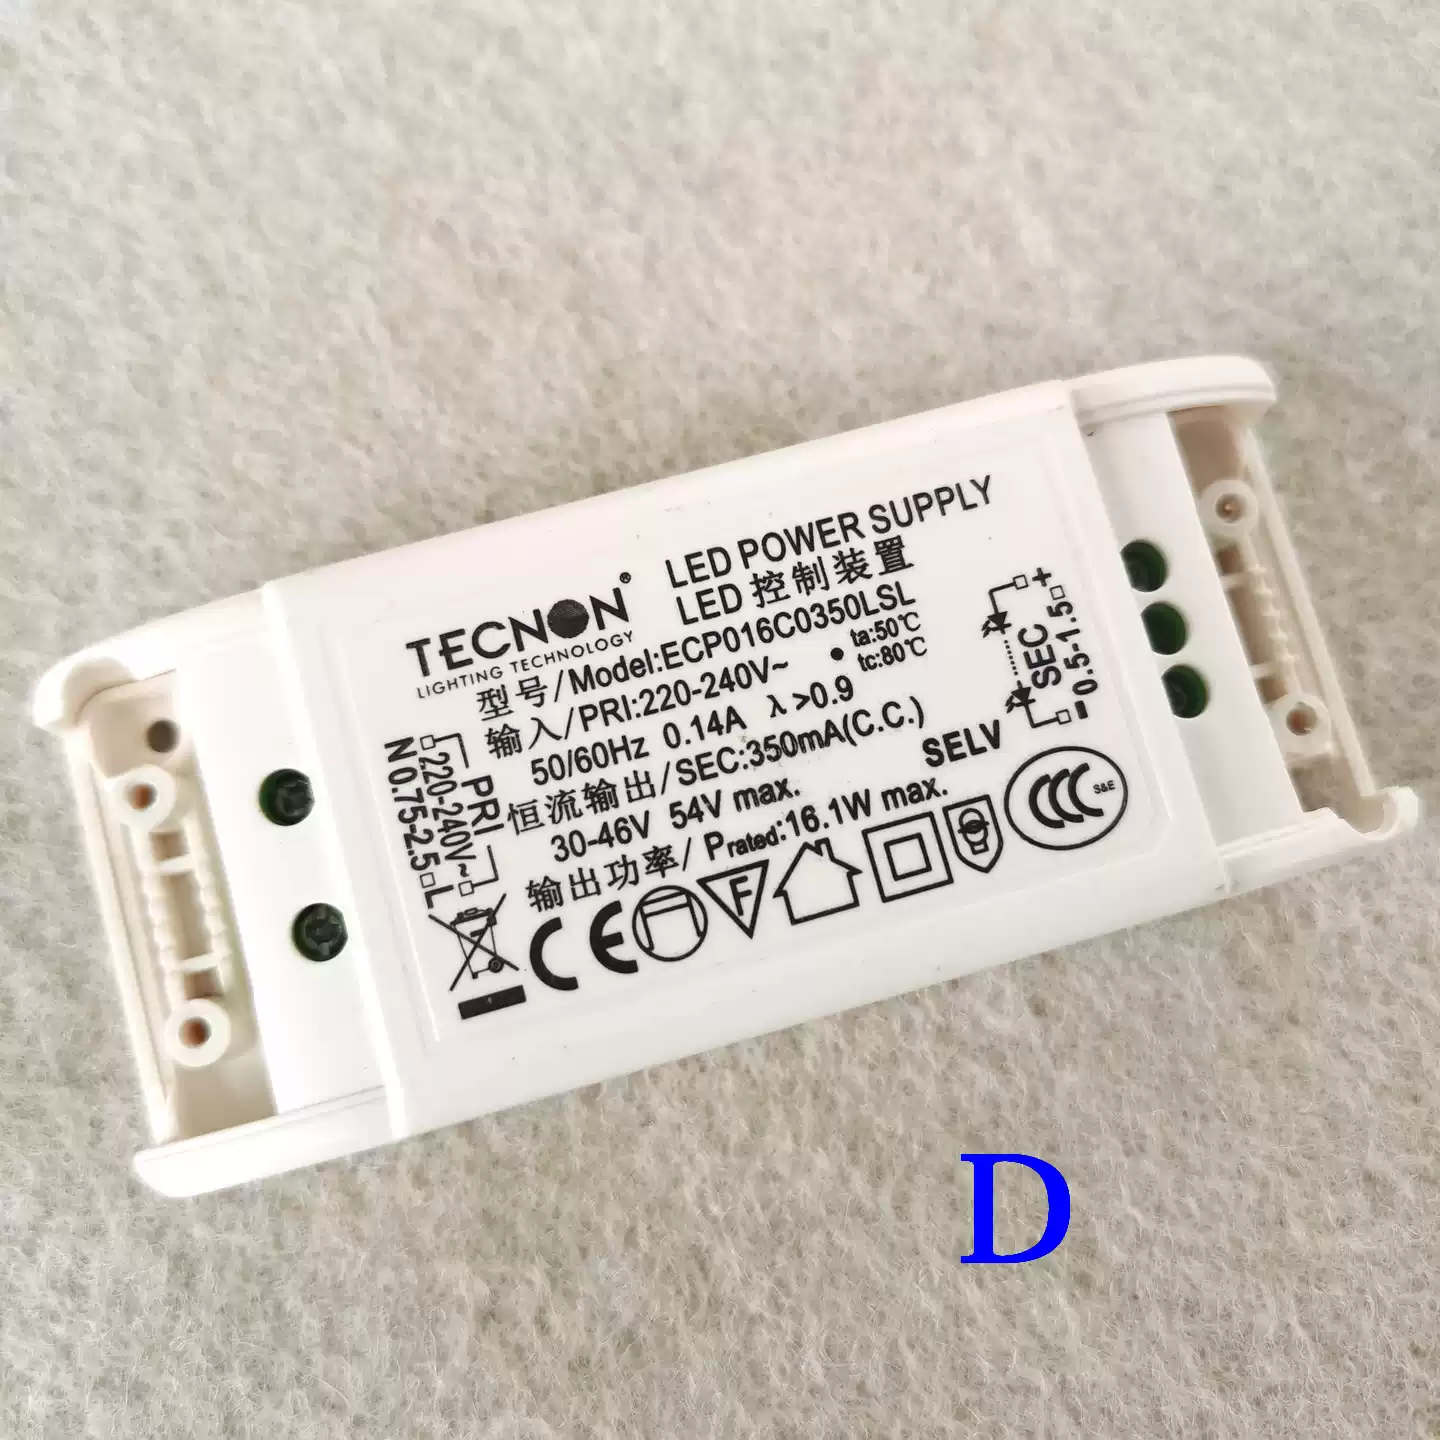 LED POWER SUPPLY
LED 控制装置
TECNON®
LIGHTING TECHNOLOGY
型号/Model:ECP016C0350LSL
输入/PRI:220-240V~
ta:50℃
tc:80℃
50/60Hz 0.14A λ>0.9
恒流输出/SEC:350mA(C.C.)
30-46V 54V max.
SELV
输出功率/Prated:16.1W max.
PRI
220-240V~
N 0.75-2.5 L
+
SEC
0.5-1.5
-
CE
F
CCC
S&E
D